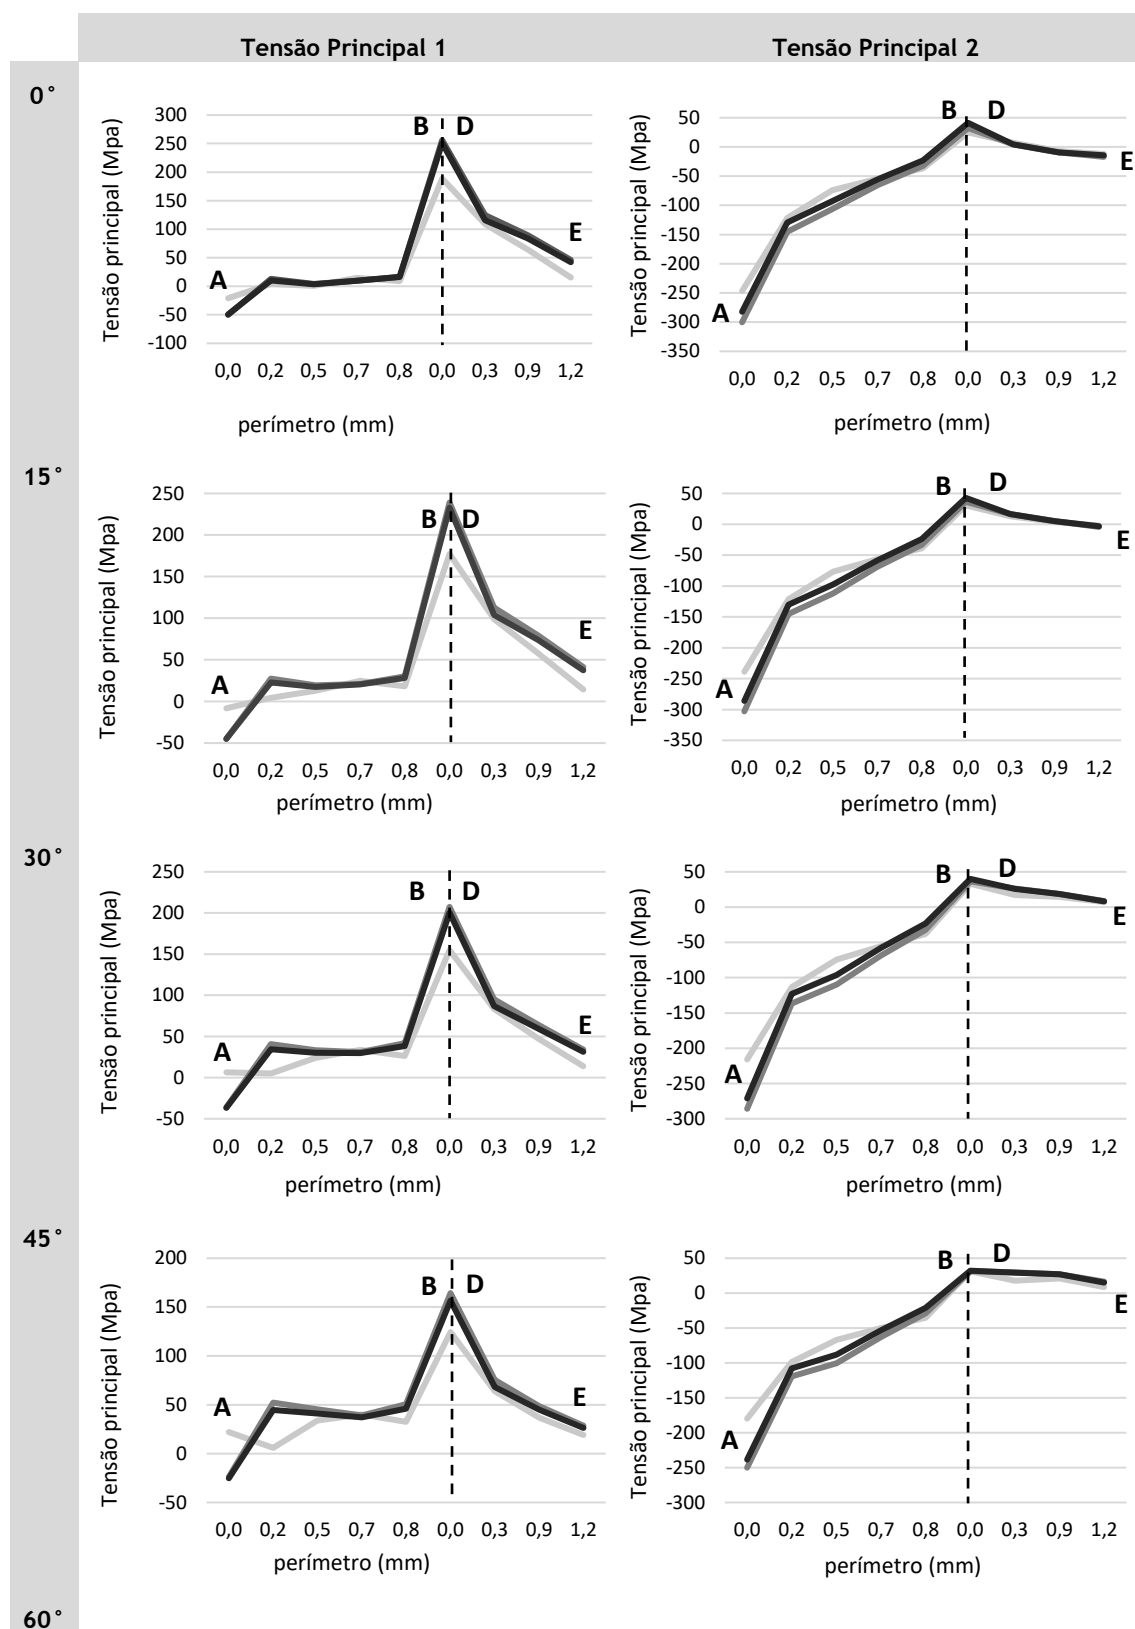 Tensão Principal 1
Tensão Principal 2
0°
Tensão principal (Mpa)
300
250
200
150
100
50
0
-50
-100
A
B
D
E
0,0 0,2 0,5 0,7 0,8 0,0 0,3 0,9 1,2
perímetro (mm)
Tensão principal (Mpa)
50
0
-50
-100
-150
-200
-250
-300
-350
A
B
D
E
0,0 0,2 0,5 0,7 0,8 0,0 0,3 0,9 1,2
perímetro (mm)
15°
Tensão principal (Mpa)
250
200
150
100
50
0
-50
A
B
D
E
0,0 0,2 0,5 0,7 0,8 0,0 0,3 0,9 1,2
perímetro (mm)
Tensão principal (Mpa)
50
0
-50
-100
-150
-200
-250
-300
-350
A
B
D
E
0,0 0,2 0,5 0,7 0,8 0,0 0,3 0,9 1,2
perímetro (mm)
30°
Tensão principal (Mpa)
250
200
150
100
50
0
-50
A
B
D
E
0,0 0,2 0,5 0,7 0,8 0,0 0,3 0,9 1,2
perímetro (mm)
Tensão principal (Mpa)
50
0
-50
-100
-150
-200
-250
-300
A
B
D
E
0,0 0,2 0,5 0,7 0,8 0,0 0,3 0,9 1,2
perímetro (mm)
45°
Tensão principal (Mpa)
200
150
100
50
0
-50
A
B
D
E
0,0 0,2 0,5 0,7 0,8 0,0 0,3 0,9 1,2
perímetro (mm)
Tensão principal (Mpa)
50
0
-50
-100
-150
-200
-250
-300
A
B
D
E
0,0 0,2 0,5 0,7 0,8 0,0 0,3 0,9 1,2
perímetro (mm)
60°